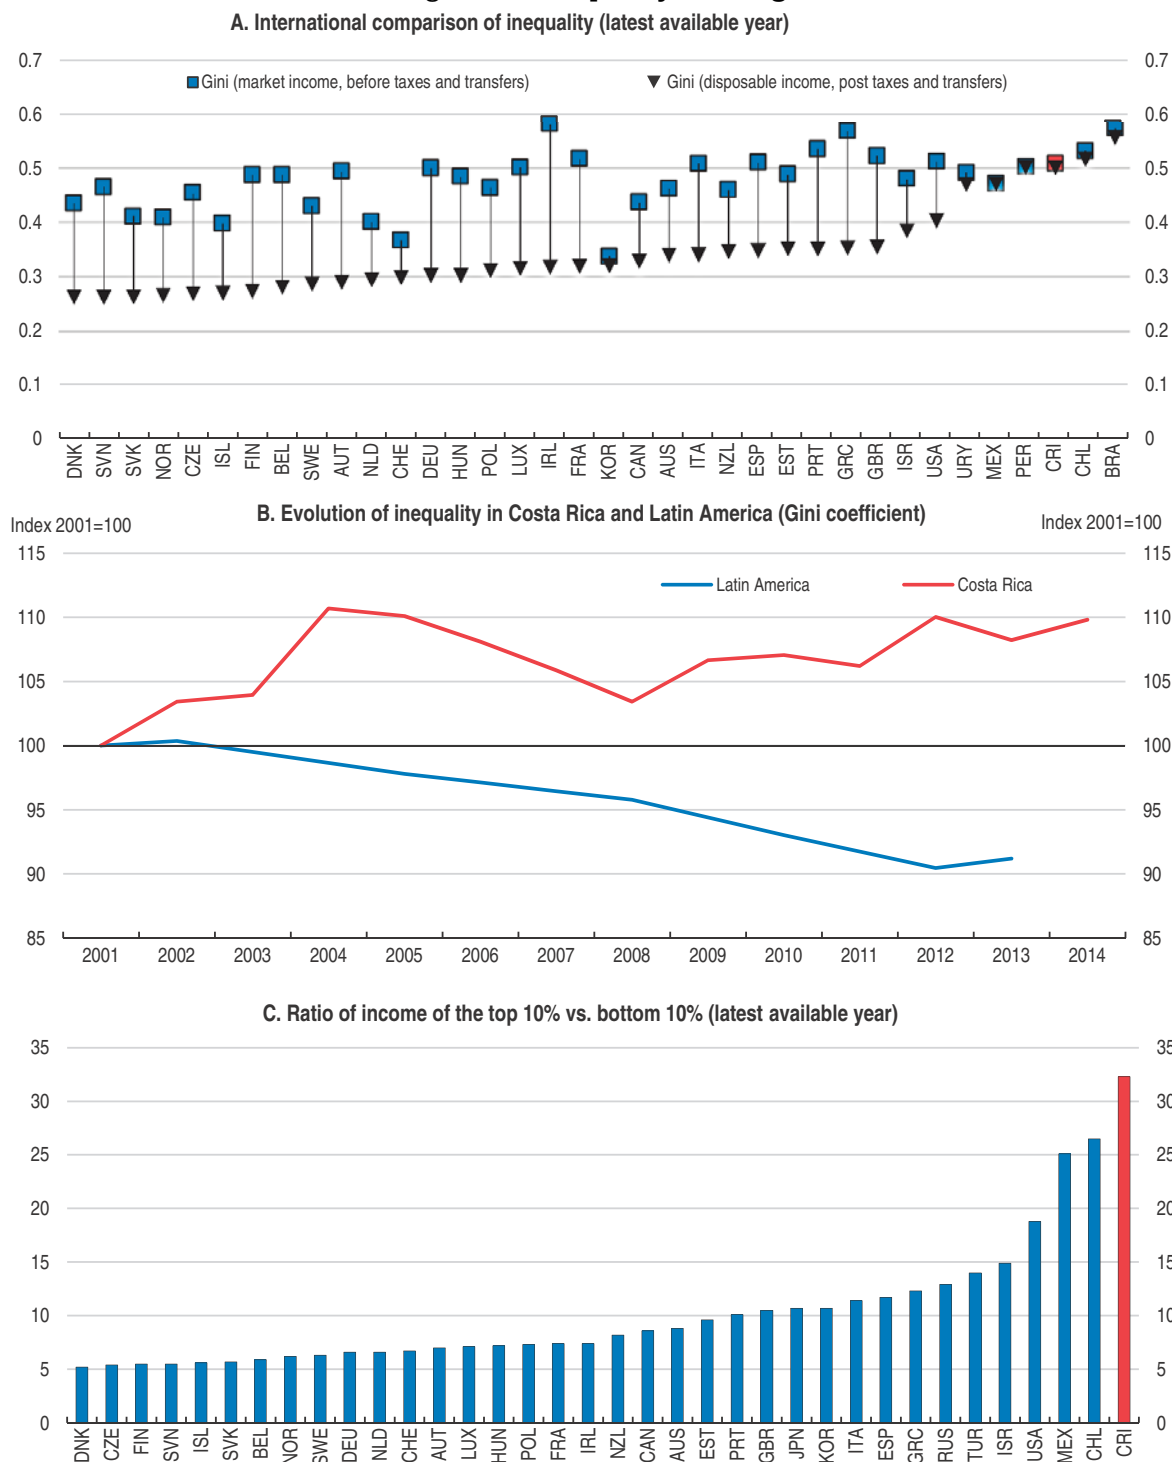 A. International comparison of inequality (latest available year)
0.7 0.7
Gini (market income, before taxes and transfers) Gini (disposable income, post taxes and transfers)
0.6 0.6
0.5 0.5
0.4 0.4
0.3 0.3
0.2 0.2
0.1 0.1
0 0
DNK SVN SVK NOR CZE ISL FIN BEL SWE AUT NLD CHE DEU HUN POL LUX IRL FRA KOR CAN AUS ITA NZL ESP EST PRT GRC GBR ISR USA URY MEX PER CRI CHL BRA
B. Evolution of inequality in Costa Rica and Latin America (Gini coefficient)
Index 2001=100 Index 2001=100
115 115
Latin America Costa Rica
110 110
105 105
100 100
95 95
90 90
85 85
2001 2002 2003 2004 2005 2006 2007 2008 2009 2010 2011 2012 2013 2014
C. Ratio of income of the top 10% vs. bottom 10% (latest available year)
35 35
30 30
25 25
20 20
15 15
10 10
5 5
0 0
DNK CZE FIN SVN ISL SVK BEL NOR SWE DEU NLD CHE AUT LUX HUN POL FRA IRL NZL CAN AUS EST PRT GBR JPN KOR ITA ESP GRC RUS TUR ISR USA MEX CHL CRI